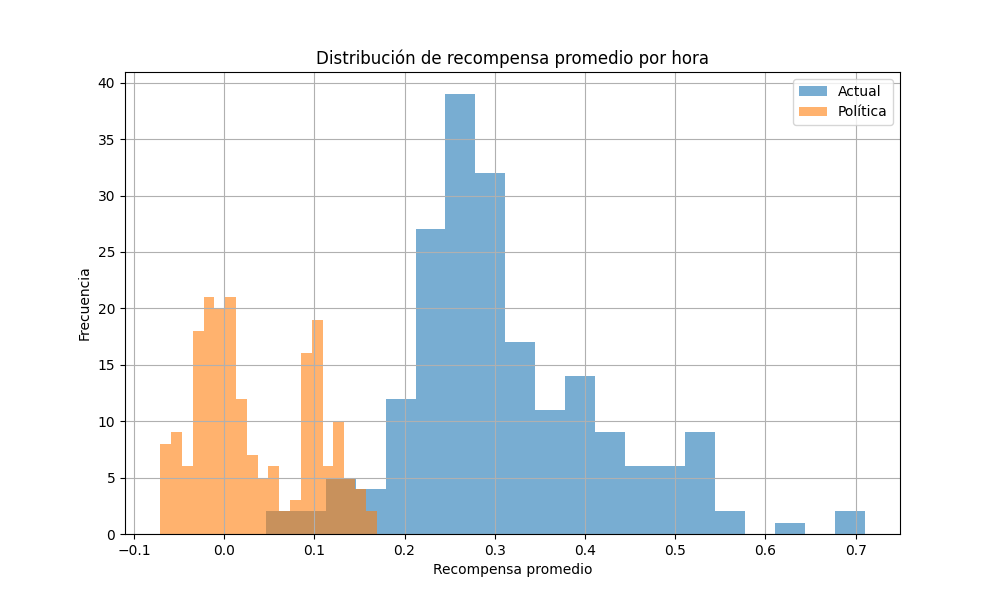 Distribución de recompensa promedio por hora
Actual
Política
Frecuencia
40
35
30
25
20
15
10
5
0
−0.1 0.0 0.1 0.2 0.3 0.4 0.5 0.6 0.7
Recompensa promedio